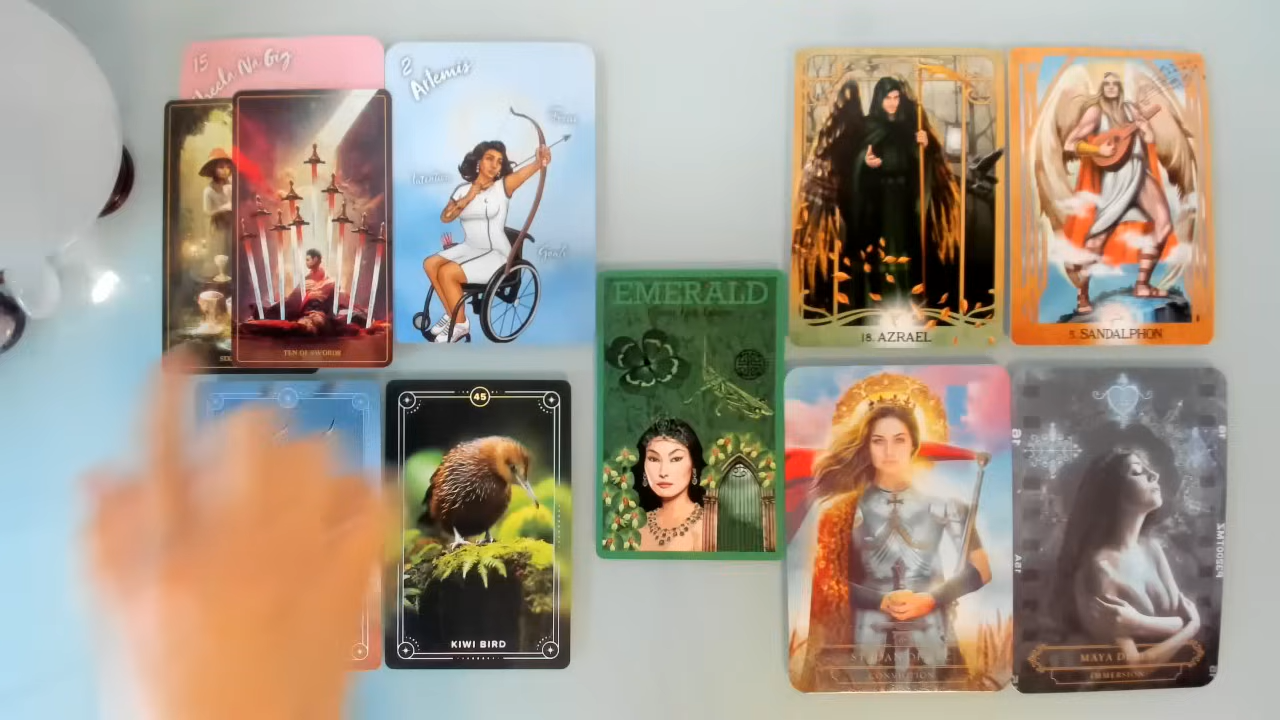 15
Na Gig
2
Artemis
Focus
Intention
Goals
TEN OF SWORDS
18. AZRAEL
5. SANDALPHON
EMERALD
45
KIWI BIRD
CONVICTION
MAYA
IMMERSION